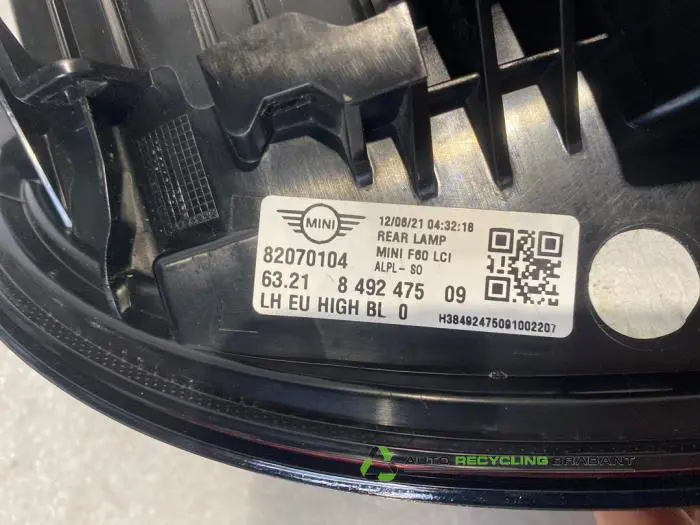 MINI
12/06/21 04:32:18
REAR LAMP
MINI F60 LCI
ALPL- SO
82070104
63.21 8 492 475 09
LH EU HIGH BL 0
H38492475091002207
AUTO RECYCLING BRABANT